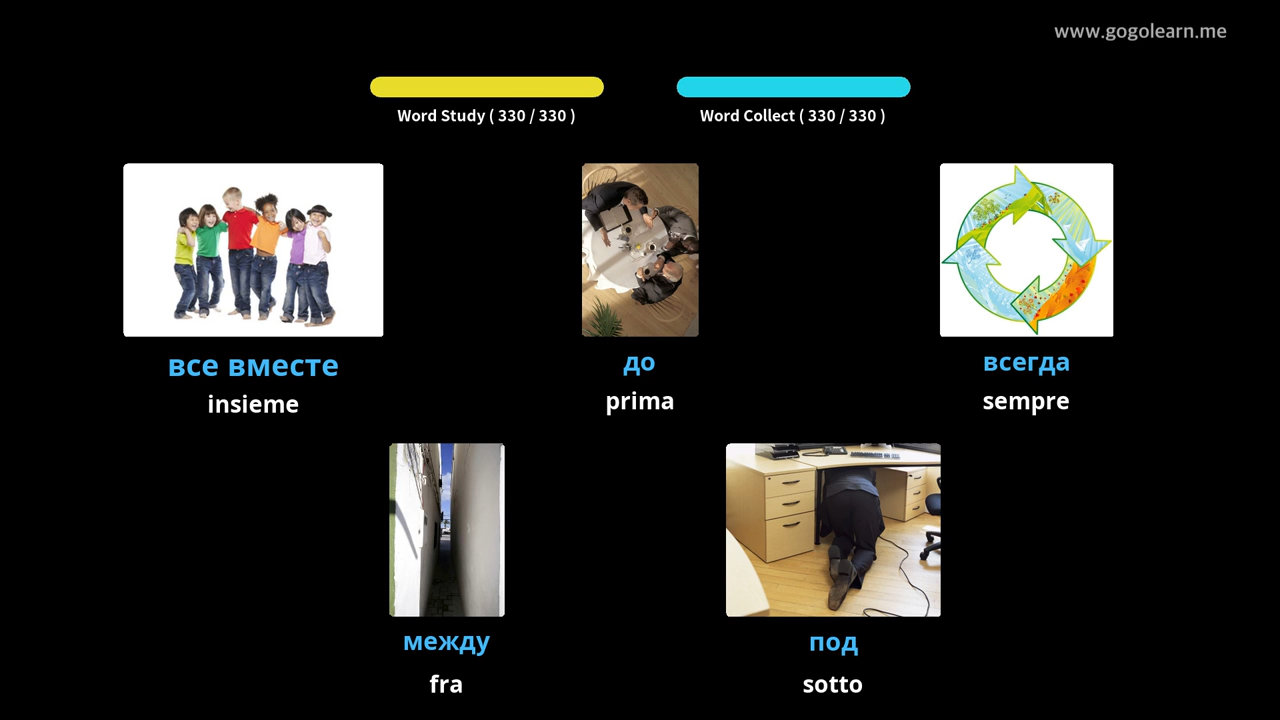 www.gogolearn.me
Word Study ( 330 / 330 )
Word Collect ( 330 / 330 )
все вместе
insieme
до
prima
всегда
sempre
между
fra
под
sotto